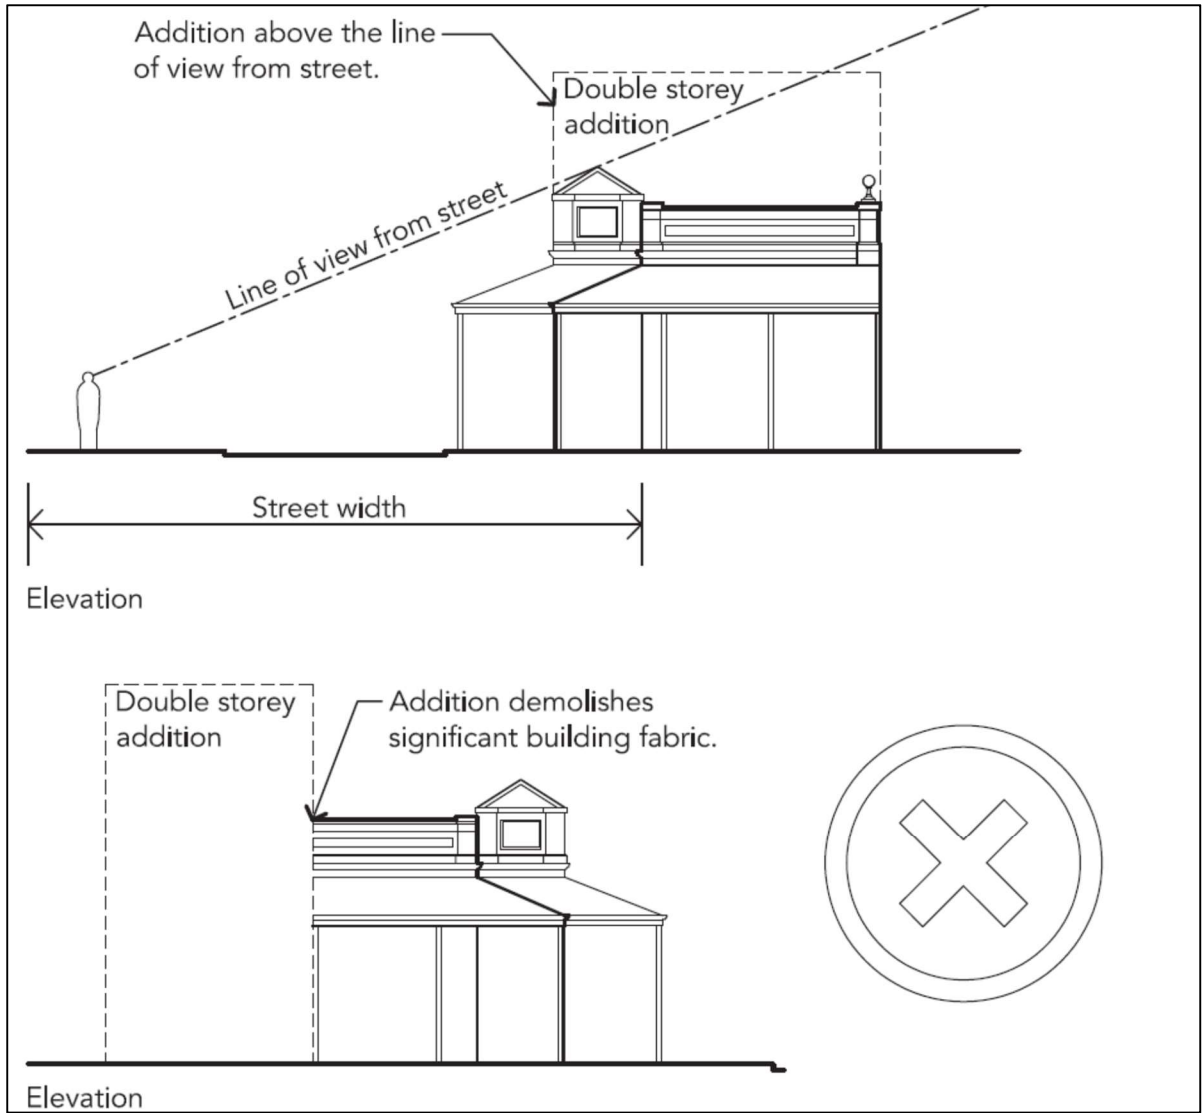 Addition above the line
of view from street.
Double storey
addition
Line of view from street
Street width
Elevation
Double storey
addition
Addition demolishes
significant building fabric.
Elevation